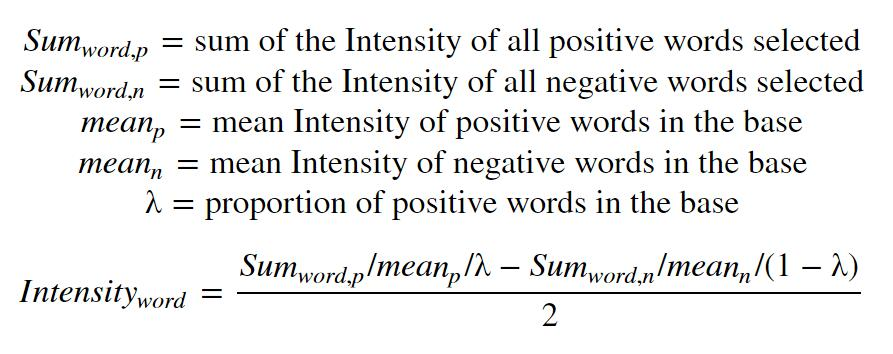 Sum_word,p = sum of the Intensity of all positive words selected
Sum_word,n = sum of the Intensity of all negative words selected
mean_p = mean Intensity of positive words in the base
mean_n = mean Intensity of negative words in the base
λ = proportion of positive words in the base
Intensity_word = (Sum_word,p/mean_p/λ − Sum_word,n/mean_n/(1 − λ)) / 2